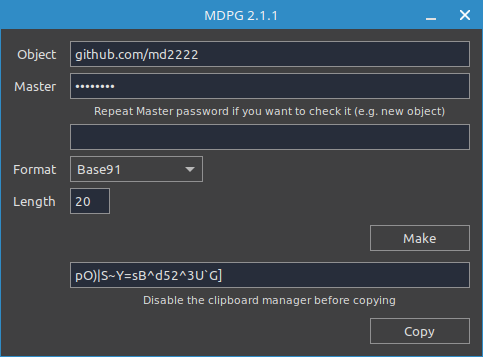 MDPG 2.1.1
Object github.com/md2222
Master ••••••••
Repeat Master password if you want to check it (e.g. new object)
Format Base91
Length 20
Make
pO)|S~Y=sB^d52^3U`G]
Disable the clipboard manager before copying
Copy